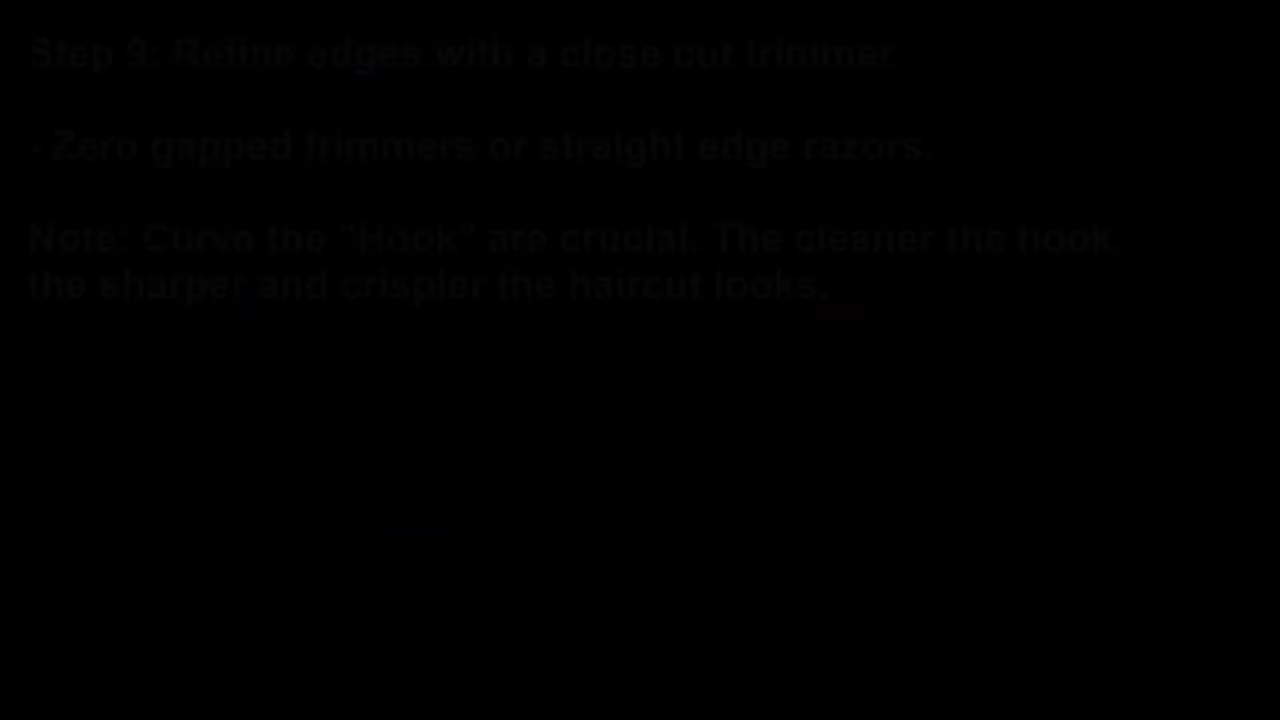 Step 9: Refine edges with a close cut trimmer
- Zero gapped trimmers or straight edge razors.
Note: Curve the "Hook" are crucial. The cleaner the hook,
the sharper and crispier the haircut looks.